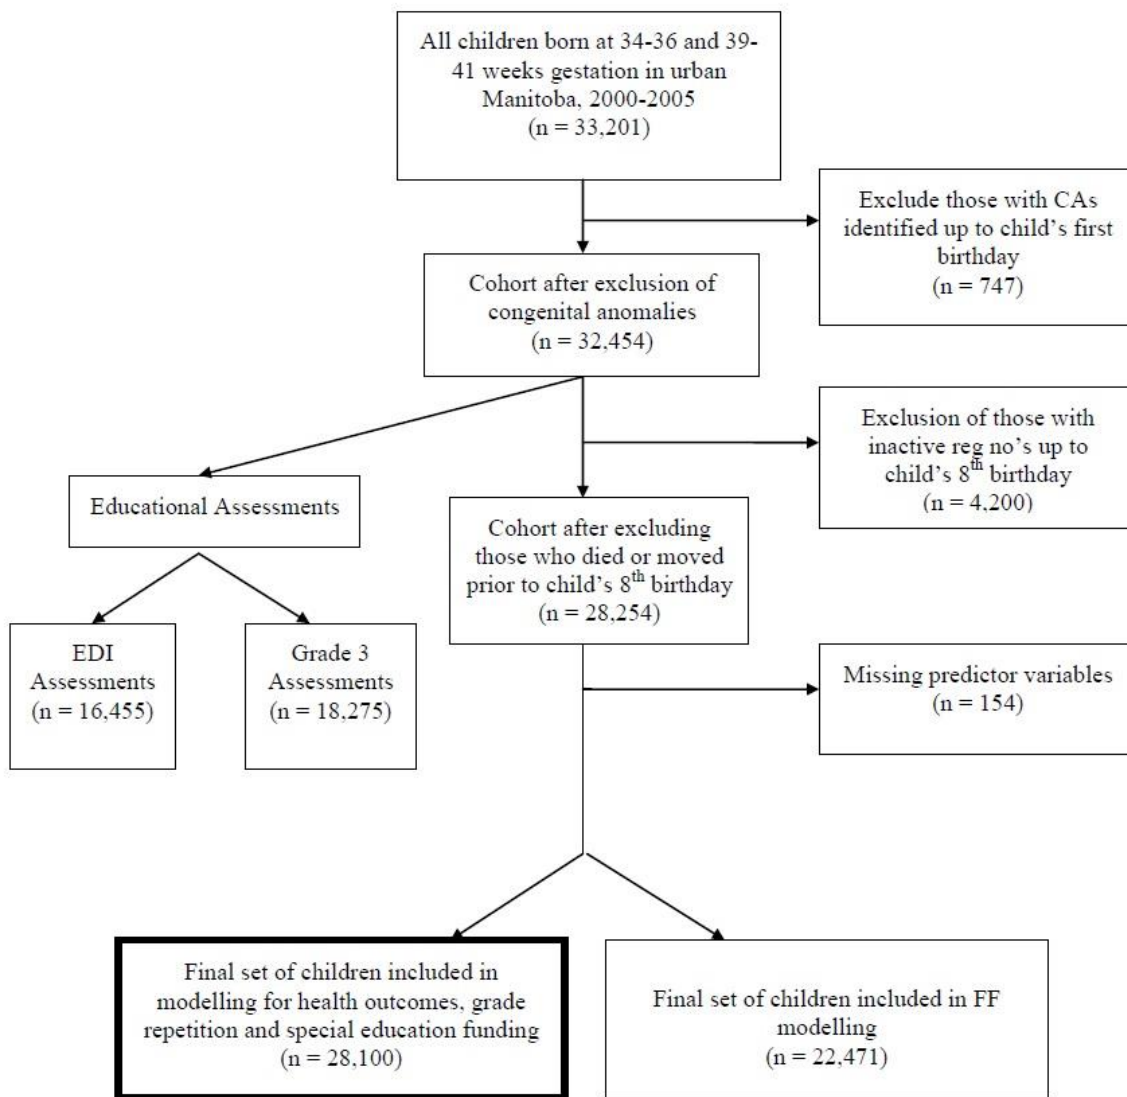 All children born at 34-36 and 39-
41 weeks gestation in urban
Manitoba, 2000-2005
(n = 33,201)
Exclude those with CAs
identified up to child's first
birthday
(n = 747)
Cohort after exclusion of
congenital anomalies
(n = 32,454)
Exclusion of those with
inactive reg no's up to
child's 8th birthday
(n = 4,200)
Educational Assessments
Cohort after excluding
those who died or moved
prior to child's 8th birthday
(n = 28,254)
EDI
Assessments
(n = 16,455)
Grade 3
Assessments
(n = 18,275)
Missing predictor variables
(n = 154)
Final set of children included in
modelling for health outcomes, grade
repetition and special education funding
(n = 28,100)
Final set of children included in FF
modelling
(n = 22,471)